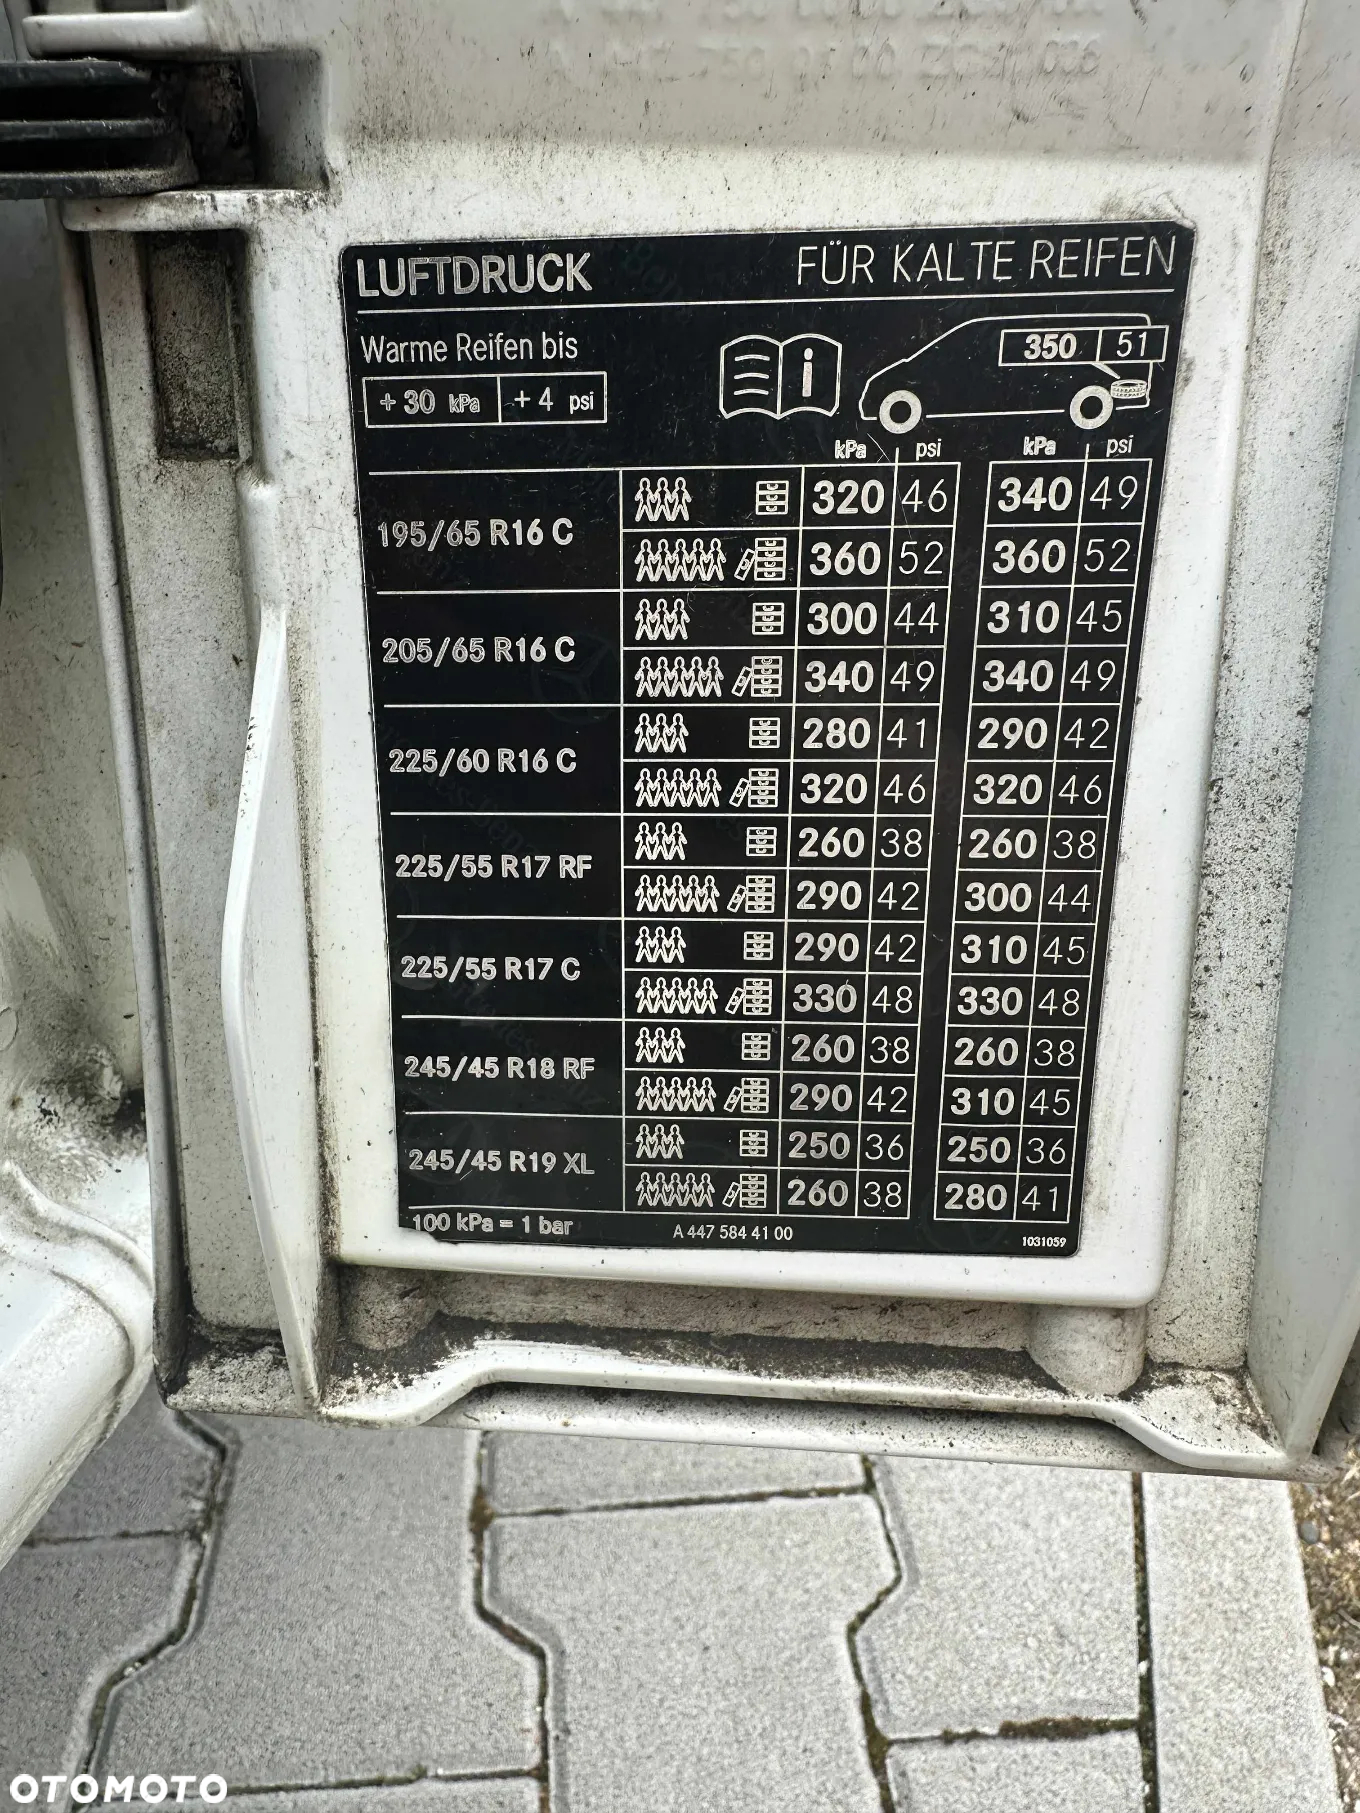 LUFTDRUCK FÜR KALTE REIFEN
Warme Reifen bis
+ 30 kPa + 4 psi
i
350 51
kPa psi kPa psi
195/65 R16 C 320 46 340 49
360 52 360 52
205/65 R16 C 300 44 310 45
340 49 340 49
225/60 R16 C 280 41 290 42
320 46 320 46
225/55 R17 RF 260 38 260 38
290 42 300 44
225/55 R17 C 290 42 310 45
330 48 330 48
245/45 R18 RF 260 38 260 38
290 42 310 45
245/45 R19 XL 250 36 250 36
260 38 280 41
100 kPa = 1 bar A 447 584 41 00 1031059
OTOMOTO